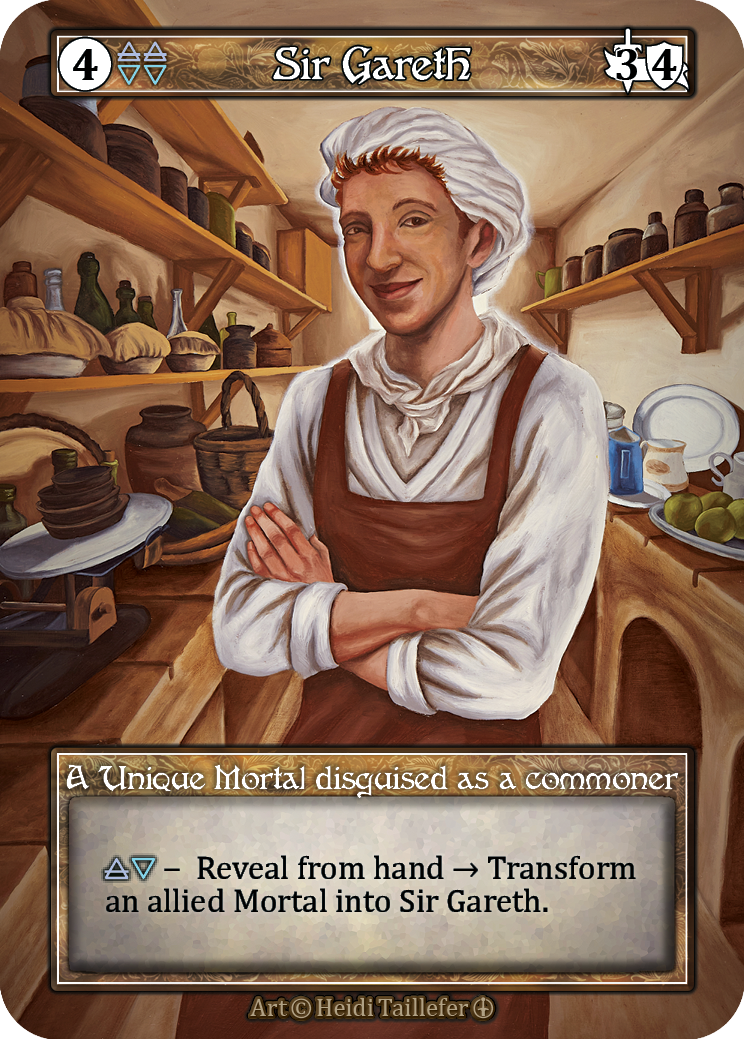 4 Sir Gareth 3 4
A Unique Mortal disguised as a commoner
– Reveal from hand → Transform
an allied Mortal into Sir Gareth.
Art © Heidi Taillefer